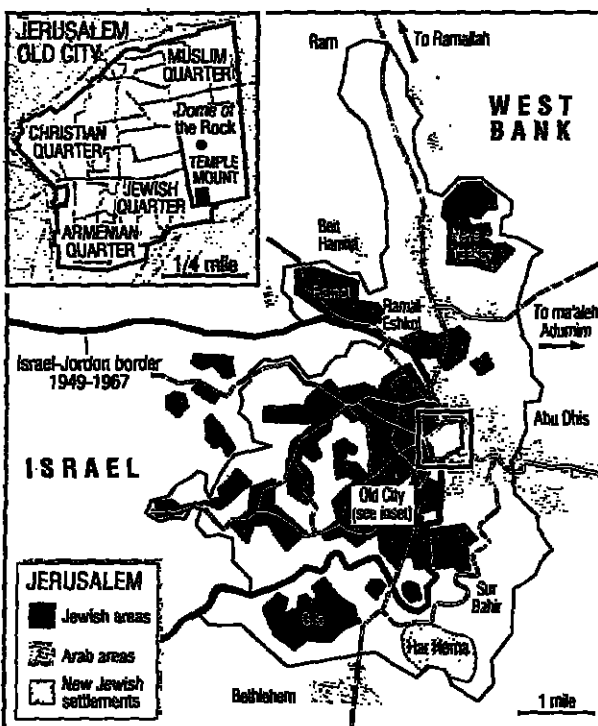 JERUSALEM
OLD CITY
MUSLIM
QUARTER
Dome of
the Rock
CHRISTIAN
QUARTER
TEMPLE
MOUNT
JEWISH
QUARTER
ARMENIAN
QUARTER
1/4 mile
Ram
To Ramallah
WEST
BANK
Beit
Ramot
Ramat
Eshkol
To ma'aleh
Adumim
Israel-Jordon border
1949-1967
Abu Dhis
ISRAEL
Old City
(see inset)
JERUSALEM
Jewish areas
Arab areas
New Jewish
settlements
Gilo
Sur
Bahir
Har Homa
Bethlehem
1 mile